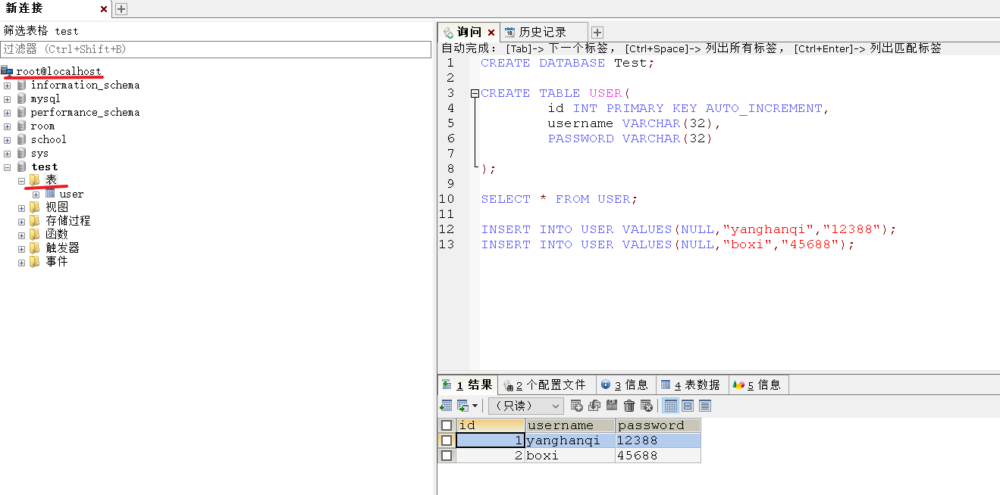 新连接
筛选表格 test
过滤器 (Ctrl+Shift+B)
root@localhost
information_schema
mysql
performance_schema
room
school
sys
test
表
user
视图
存储过程
函数
触发器
事件
询问 历史记录
自动完成: [Tab]-> 下一个标签, [Ctrl+Space]-> 列出所有标签, [Ctrl+Enter]-> 列出匹配标签
1 CREATE DATABASE Test;
2
3 CREATE TABLE USER(
4 id INT PRIMARY KEY AUTO_INCREMENT,
5 username VARCHAR(32),
6 PASSWORD VARCHAR(32)
7
8 );
9
10 SELECT * FROM USER;
11
12 INSERT INTO USER VALUES(NULL,"yanghanqi","12388");
13 INSERT INTO USER VALUES(NULL,"boxi","45688");
1 结果 2 个配置文件 3 信息 4 表数据 5 信息
(只读)
id username password
1 yanghanqi 12388
2 boxi 45688